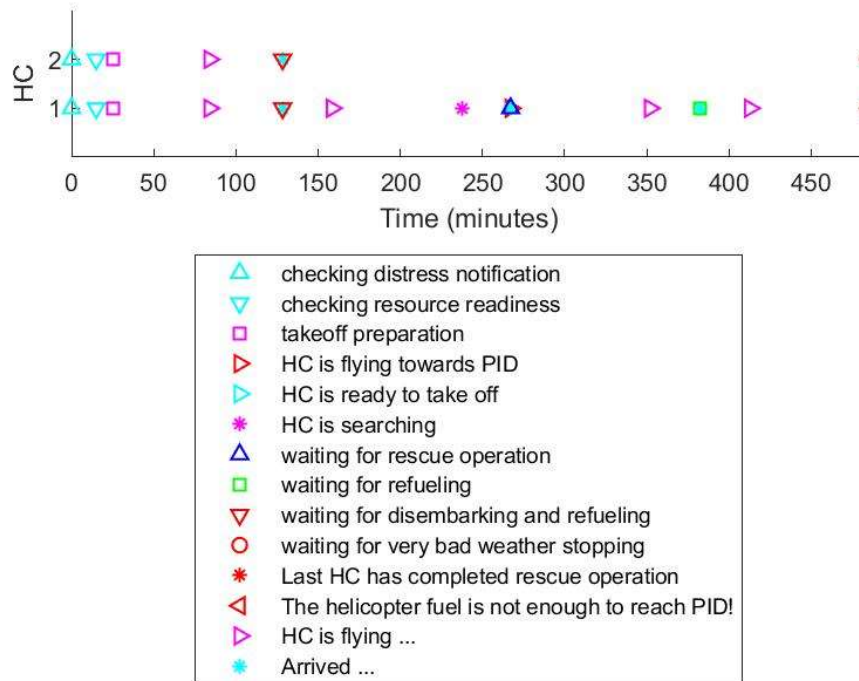 2
HC
1
0 50 100 150 200 250 300 350 400 450
Time (minutes)
checking distress notification
checking resource readiness
takeoff preparation
HC is flying towards PID
HC is ready to take off
HC is searching
waiting for rescue operation
waiting for refueling
waiting for disembarking and refueling
waiting for very bad weather stopping
Last HC has completed rescue operation
The helicopter fuel is not enough to reach PID!
HC is flying ...
Arrived ...